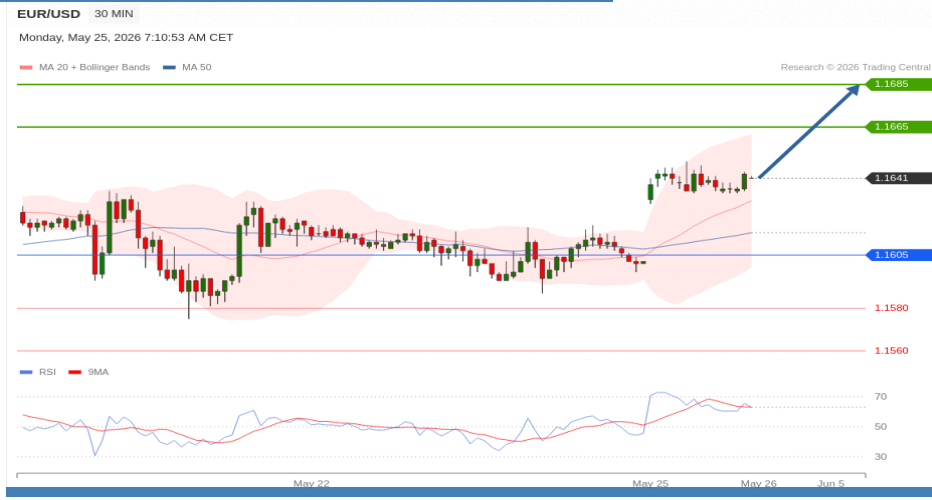 EUR/USD 30 MIN
Monday, May 25, 2026 7:10:53 AM CET
MA 20 + Bollinger Bands MA 50
Research © 2026 Trading Central
1.1685
1.1665
1.1641
1.1605
1.1580
1.1560
RSI 9MA
70
50
30
May 22 May 25 May 26 Jun 5